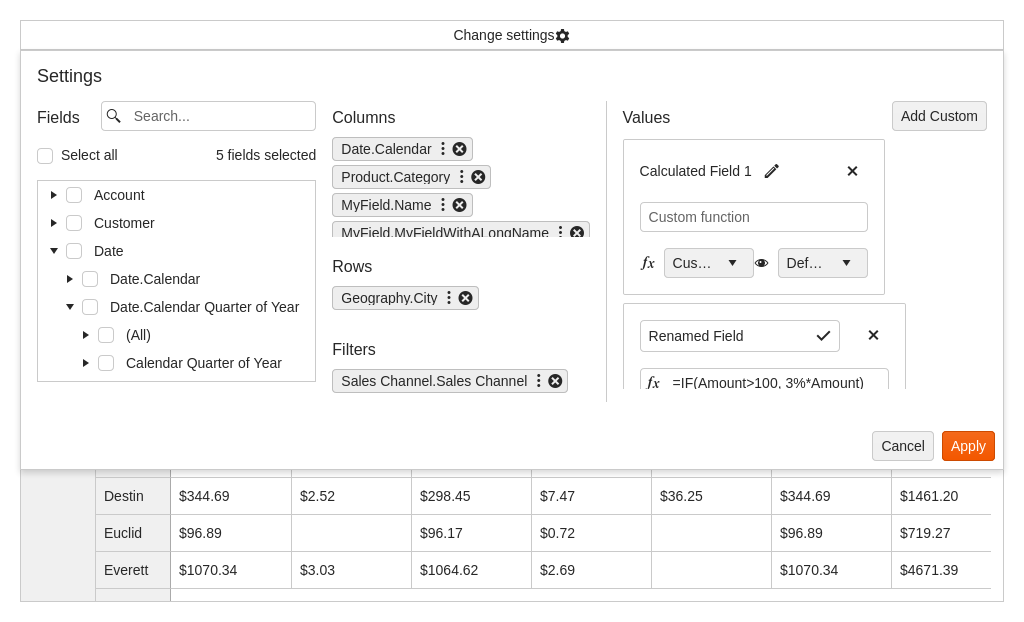 Change settings
Settings
Fields
Search...
Select all
5 fields selected
Account
Customer
Date
Date.Calendar
Date.Calendar Quarter of Year
(All)
Calendar Quarter of Year
Columns
Date.Calendar
Product.Category
MyField.Name
MyField.MyFieldWithALongName
Rows
Geography.City
Filters
Sales Channel.Sales Channel
Values
Add Custom
Calculated Field 1
Custom function
fx Cus... Def...
Renamed Field
fx =IF(Amount>100, 3%*Amount)
Cancel
Apply
Destin $344.69 $2.52 $298.45 $7.47 $36.25 $344.69 $1461.20
Euclid $96.89 $96.17 $0.72 $96.89 $719.27
Everett $1070.34 $3.03 $1064.62 $2.69 $1070.34 $4671.39